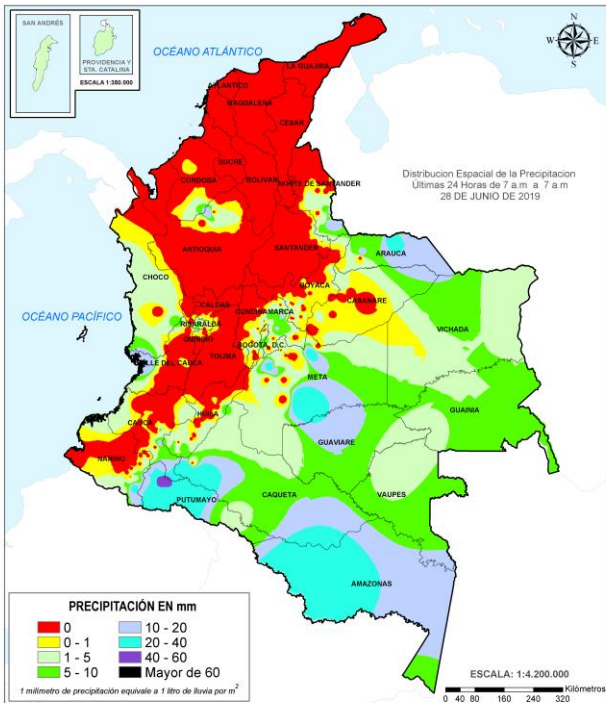 SAN ANDRÉS
PROVIDENCIA Y
STA. CATALINA
ESCALA 1:380.000
OCÉANO ATLÁNTICO
N
W
E
S
Distribucion Espacial de la Precipitacion
Últimas 24 Horas de 7 a.m a 7 a.m
28 DE JUNIO DE 2019
LA GUAJIRA
ATLANTICO
MAGDALENA
CESAR
SUCRE
CORDOBA
BOLIVAR
NORTE DE SANTANDER
ANTIOQUIA
SANTANDER
ARAUCA
CHOCO
BOYACA
CASANARE
OCÉANO PACÍFICO
CALDAS
CUNDINAMARCA
VICHADA
RISARALDA
QUINDIO
BOGOTA, D.C.
TOLIMA
VALLE DEL CAUCA
META
GUAINIA
CAUCA
HUILA
GUAVIARE
NARIÑO
PUTUMAYO
CAQUETA
VAUPES
AMAZONAS
PRECIPITACIÓN EN mm
0
10 - 20
0 - 1
20 - 40
1 - 5
40 - 60
5 - 10
Mayor de 60
1 milimetro de precipitación equivale a 1 litro de lluvia por m2
ESCALA: 1:4.200.000
Kilómetros
0 40 80 160 240 320